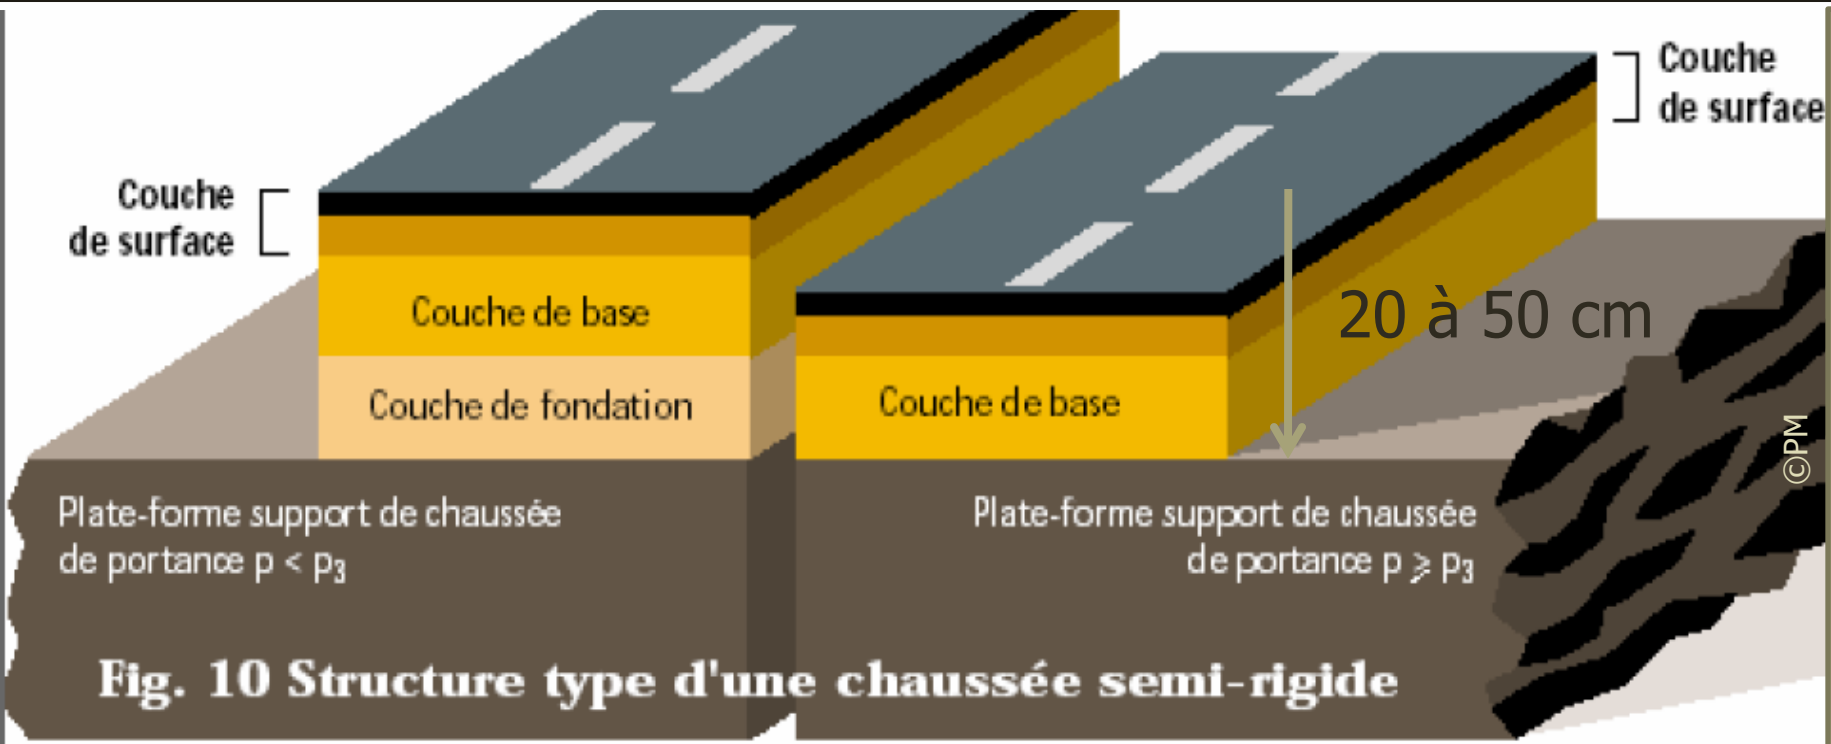 Couche
de surface
Couche
de surface
20 à 50 cm
Couche de base
Couche de fondation
Couche de base
©PM
Plate-forme support de chaussée
de portance p < p3
Plate-forme support de chaussée
de portance p ⩾ p3
Fig. 10 Structure type d'une chaussée semi-rigide